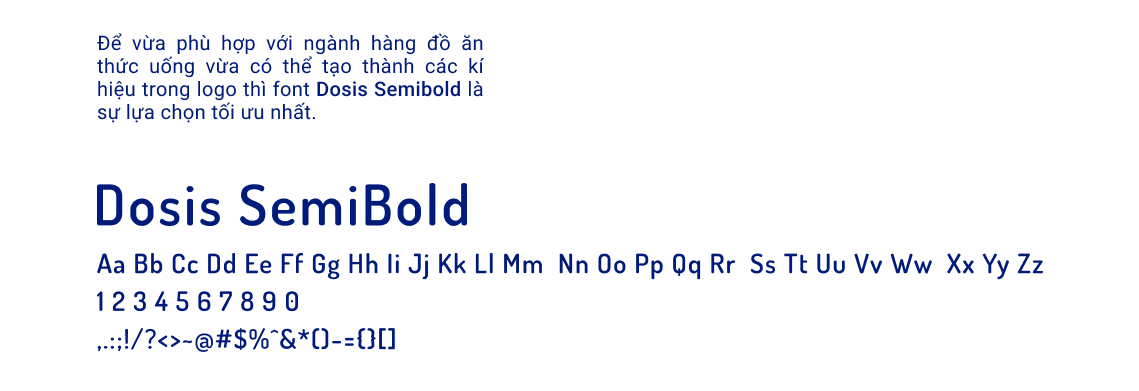 Để vừa phù hợp với ngành hàng đồ ăn
thức uống vừa có thể tạo thành các kí
hiệu trong logo thì font Dosis Semibold là
sự lựa chọn tối ưu nhất.
Dosis SemiBold
Aa Bb Cc Dd Ee Ff Gg Hh Ii Jj Kk Ll Mm Nn Oo Pp Qq Rr Ss Tt Uu Vv Ww Xx Yy Zz
1 2 3 4 5 6 7 8 9 0
,.:;!/?<>~@#$%^&*()-={}[]